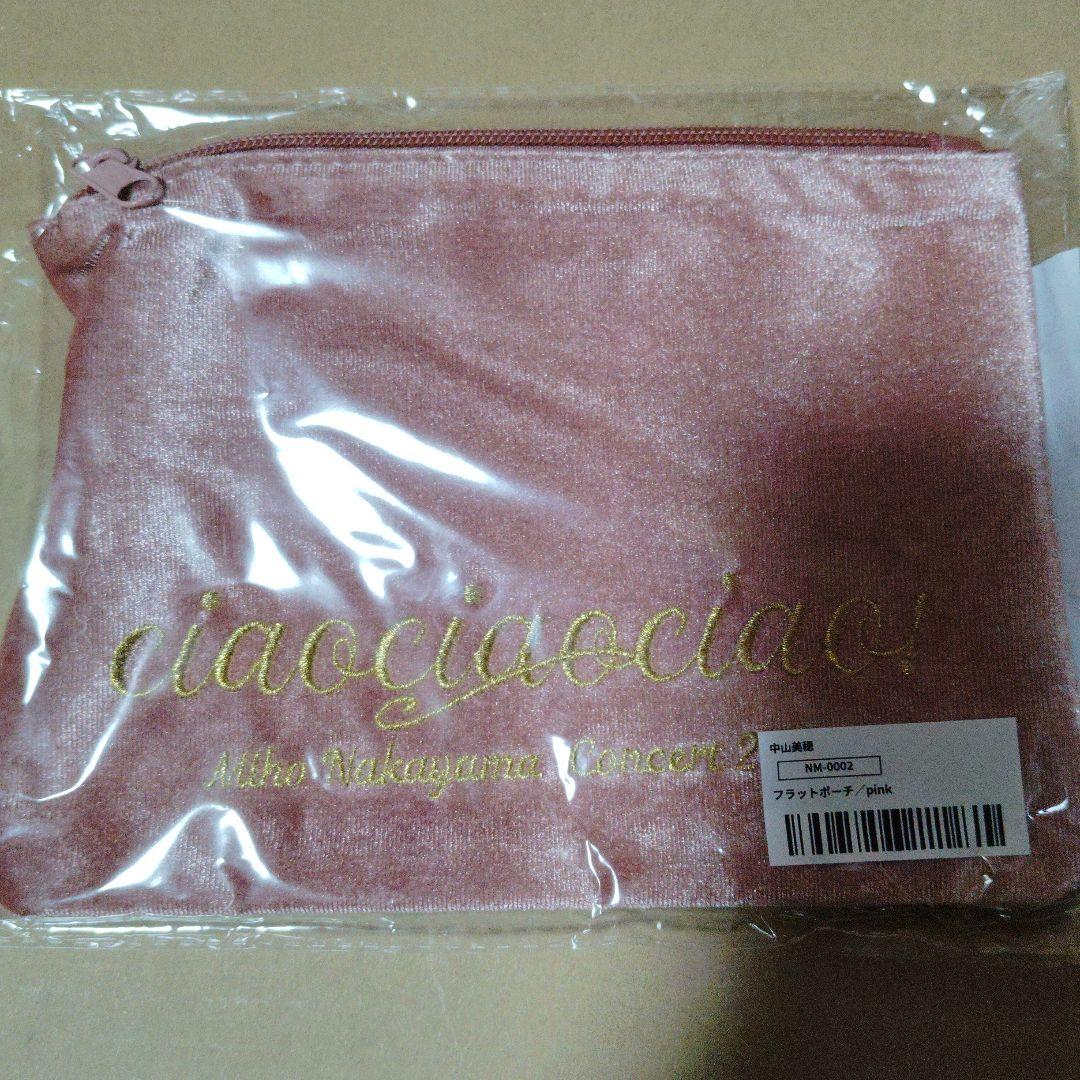 ciaociaociao!
Miho Nakayama Concert 2
中山美穂
NM-0002
フラットポーチ／pink